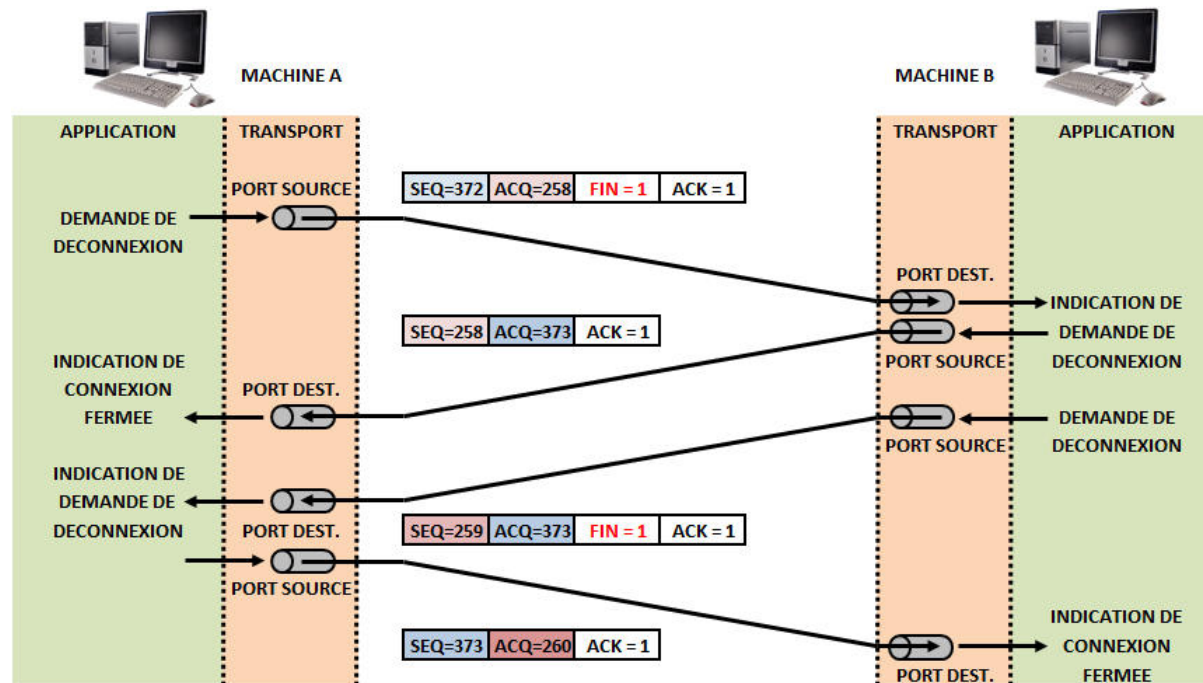 MACHINE A
MACHINE B
APPLICATION
TRANSPORT
TRANSPORT
APPLICATION
PORT SOURCE
SEQ=372 ACQ=258 FIN = 1 ACK = 1
DEMANDE DE
DECONNEXION
PORT DEST.
INDICATION DE
SEQ=258 ACQ=373 ACK = 1
DEMANDE DE
DECONNEXION
PORT SOURCE
INDICATION DE
CONNEXION
FERMEE
PORT DEST.
DEMANDE DE
DECONNEXION
PORT SOURCE
INDICATION DE
DEMANDE DE
DECONNEXION
PORT DEST.
SEQ=259 ACQ=373 FIN = 1 ACK = 1
PORT SOURCE
SEQ=373 ACQ=260 ACK = 1
INDICATION DE
CONNEXION
FERMEE
PORT DEST.